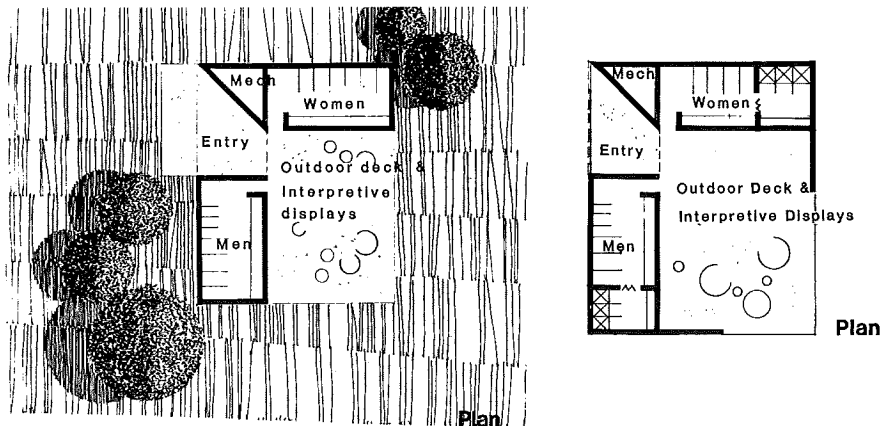 Mech
Women
Entry
Outdoor deck &
Interpretive
displays
Men
Plan
Mech
Women
Entry
Outdoor Deck &
Interpretive Displays
Men
Plan